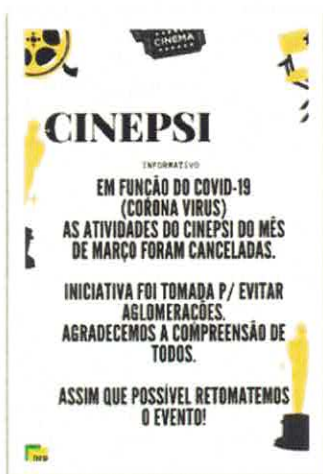 CINEMA
CINEPSI
INFORMATIVO
EM FUNÇÃO DO COVID-19
(CORONA VIRUS)
AS ATIVIDADES DO CINEPSI DO MÊS
DE MARÇO FORAM CANCELADAS.
INICIATIVA FOI TOMADA P/ EVITAR
AGLOMERACÕES.
AGRADECEMOS A COMPREENSÃO DE
TODOS.
ASSIM QUE POSSÍVEL RETOMATEMOS
O EVENTO!